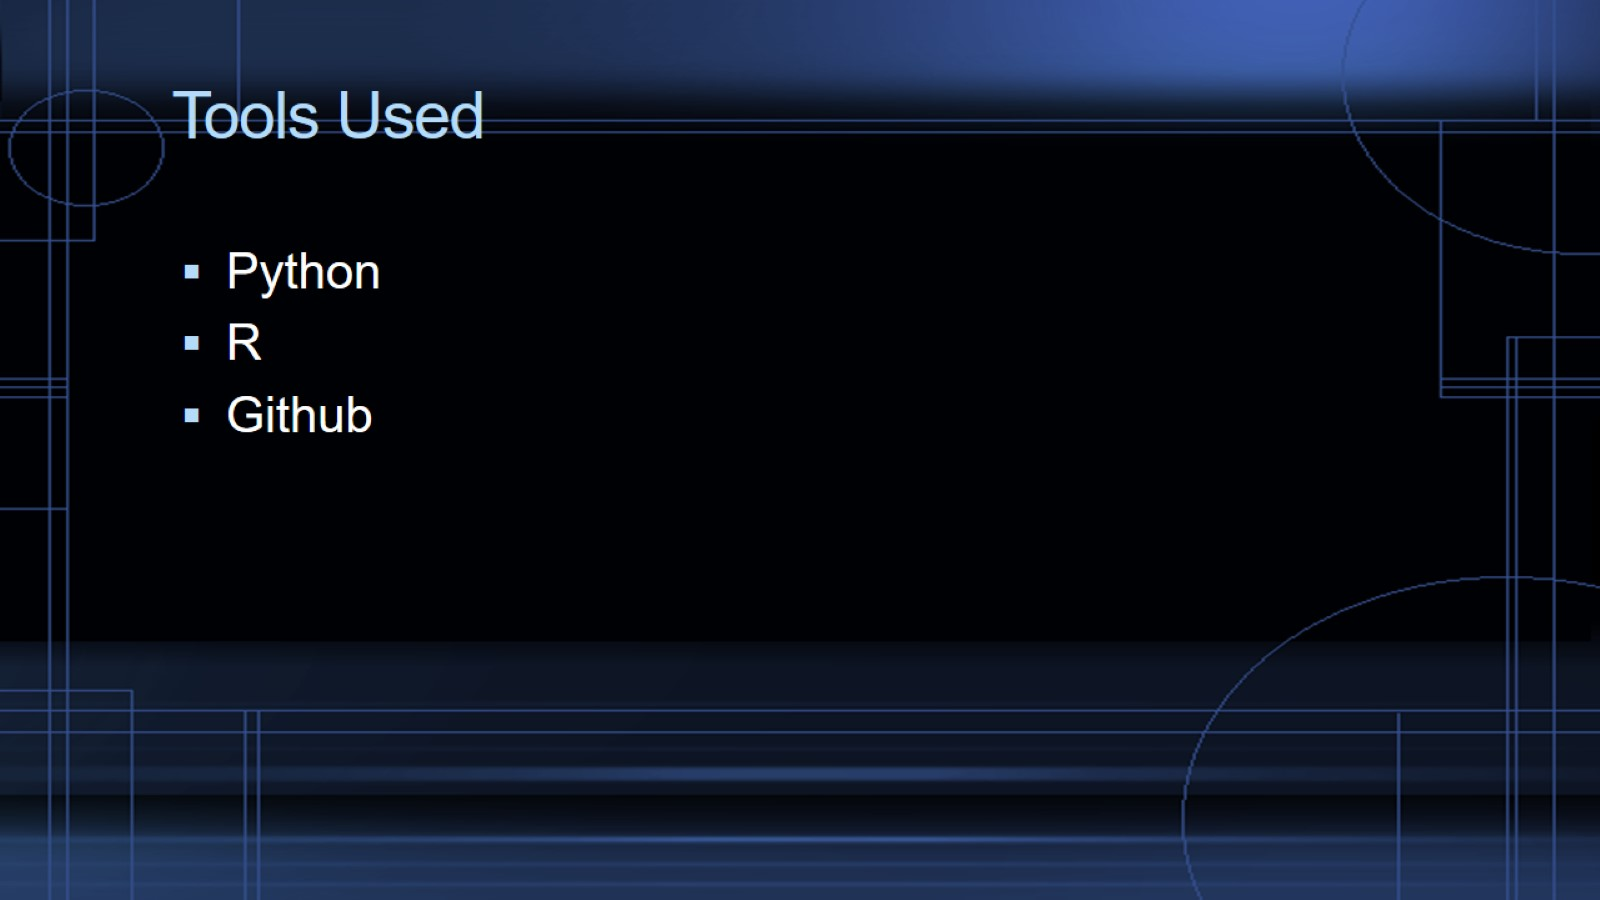 Tools Used
▪ Python
▪ R
▪ Github